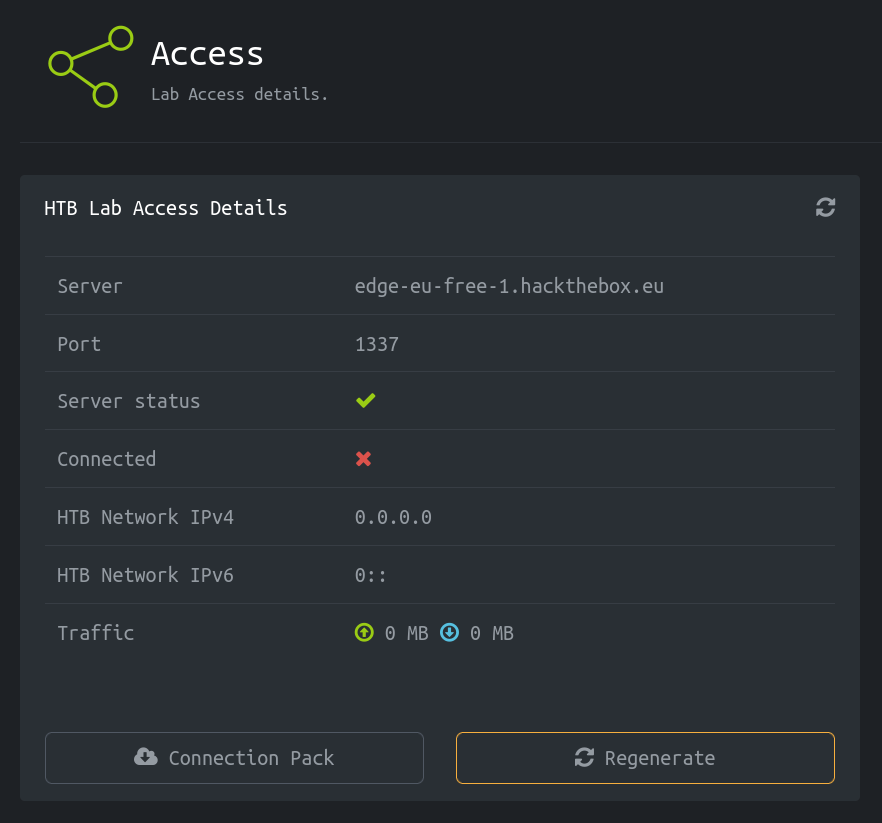 Access
Lab Access details.
HTB Lab Access Details
Server edge-eu-free-1.hackthebox.eu
Port 1337
Server status
Connected
HTB Network IPv4 0.0.0.0
HTB Network IPv6 0::
Traffic 0 MB 0 MB
Connection Pack Regenerate